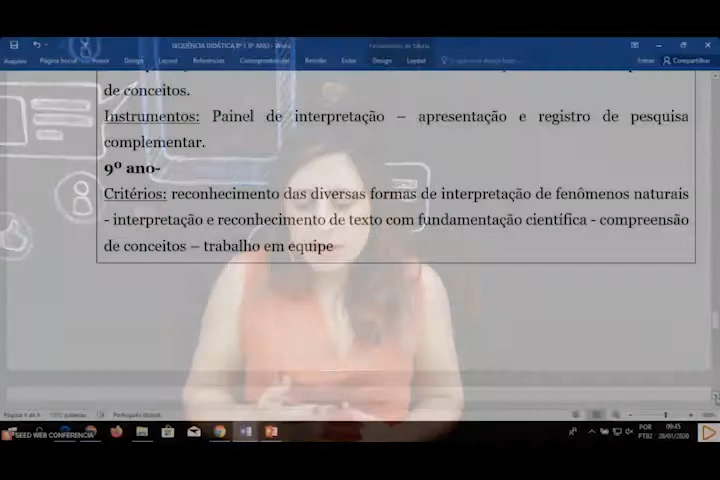 SEQUÊNCIA DIDÁTICA 8º E 9º ANO - Word
Arquivo Página Inicial Design Layout Referências Correspondências Revisão Exibir Design Layout Entrar Compartilhar
de conceitos.
Instrumentos: Painel de interpretação – apresentação e registro de pesquisa
complementar.
9º ano-
Critérios: reconhecimento das diversas formas de interpretação de fenômenos naturais
- interpretação e reconhecimento de texto com fundamentação científica - compreensão
de conceitos – trabalho em equipe
POR 09:45
PTB2 28/01/2020
SEED WEB CONFERENCIA